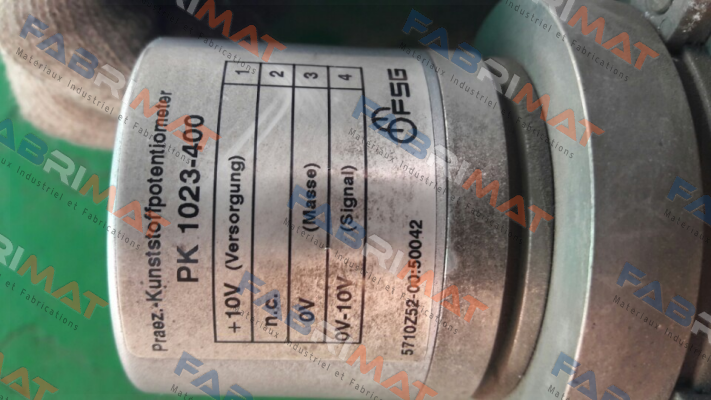 Praez.-Kunststoffpotentiometer
PK 1023-400
+10V (Versorgung) 1
n.c. 2
0V (Masse) 3
0V-10V (Signal) 4
FSG
5710Z52-00:50042
FABRIMAT
Materiaux Industriel et Fabrications